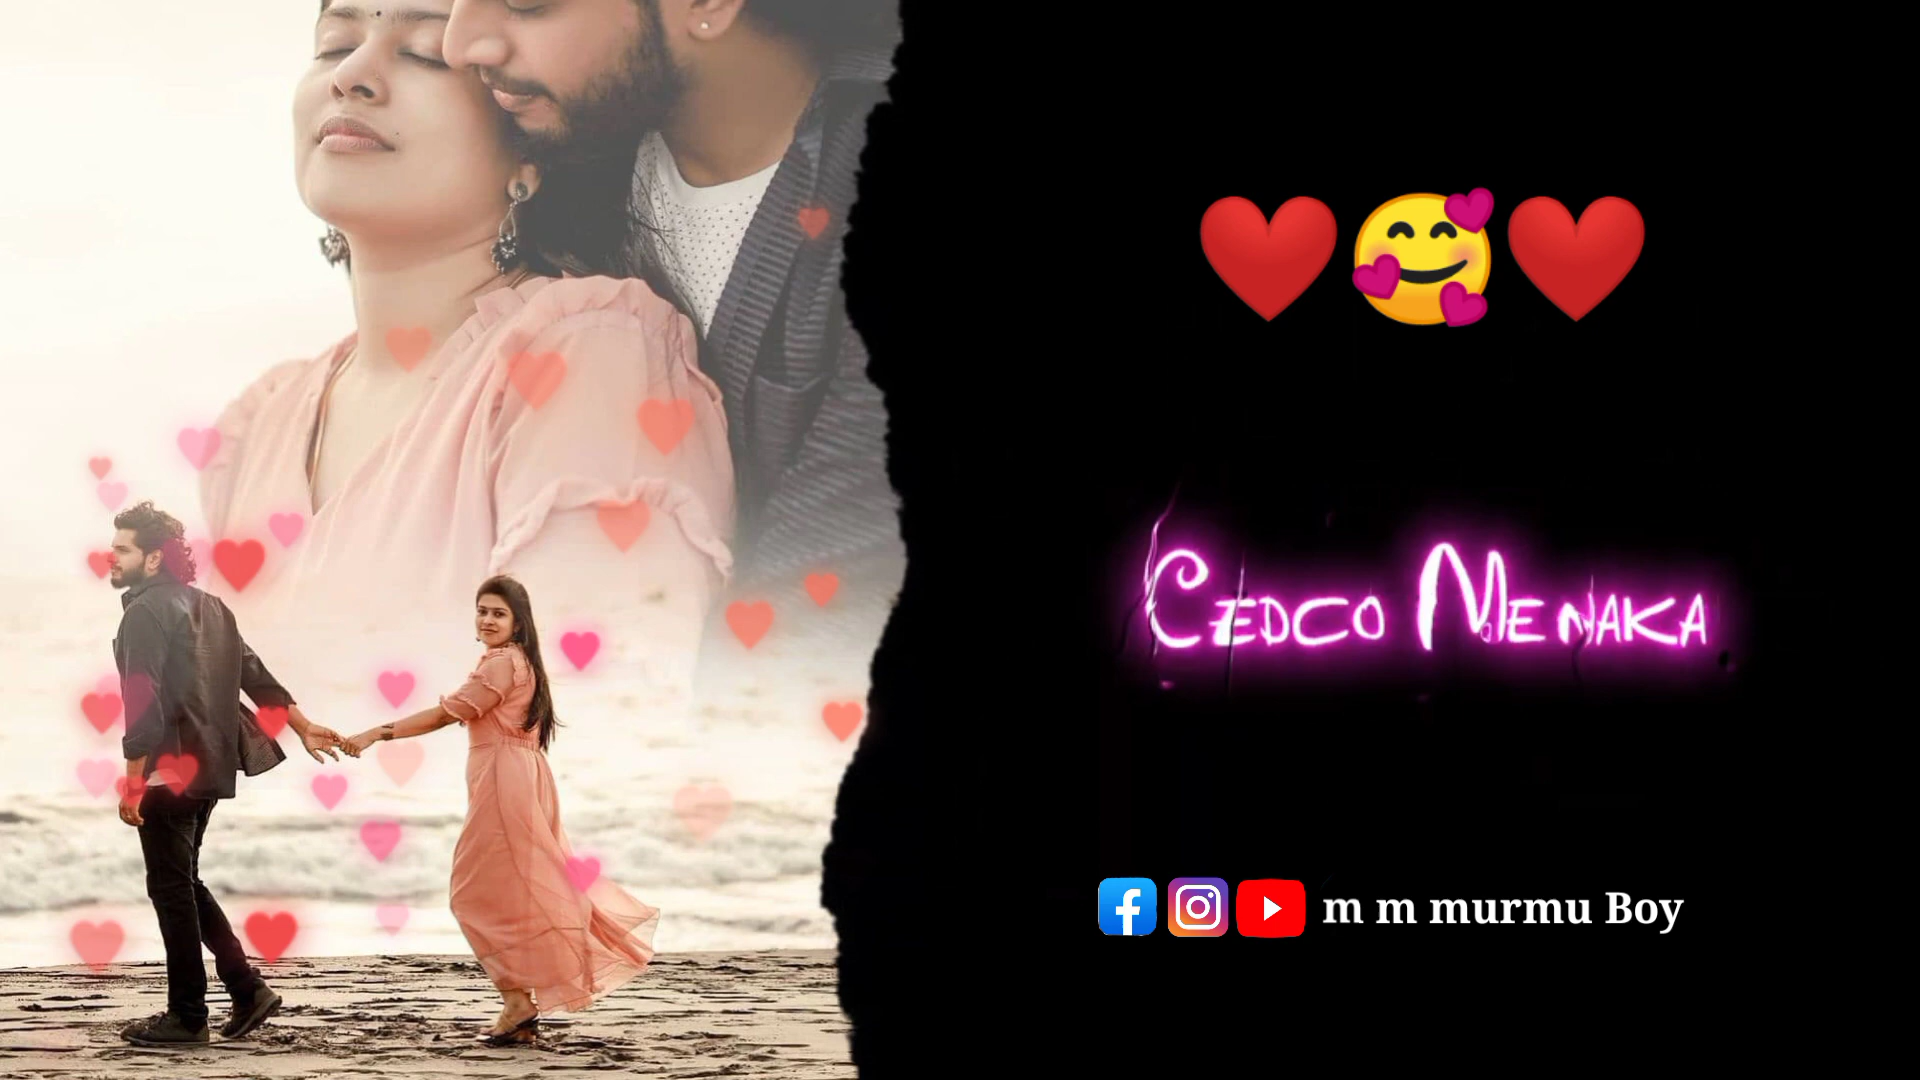 ❤️🥰❤️
CEDCO MENAKA
m m murmu Boy